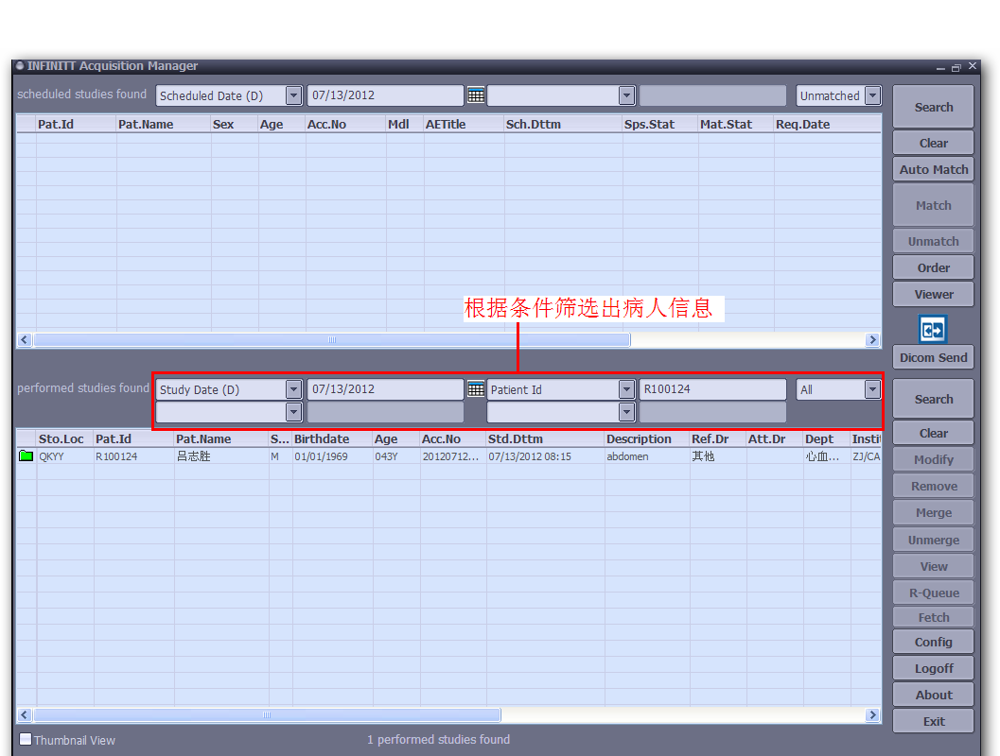 INFINITT Acquisition Manager
scheduled studies found Scheduled Date (D) 07/13/2012 Unmatched Search
Pat.Id Pat.Name Sex Age Acc.No Mdl AETitle Sch.Dttm Sps.Stat Mat.Stat Req.Date
Clear
Auto Match
Match
Unmatch
Order
Viewer
根据条件筛选出病人信息
Dicom Send
performed studies found Study Date (D) 07/13/2012 Patient Id R100124 All Search
Sto.Loc Pat.Id Pat.Name S... Birthdate Age Acc.No Std.Dttm Description Ref.Dr Att.Dr Dept Instit
QKYY R100124 吕志胜 M 01/01/1969 043Y 20120712... 07/13/2012 08:15 abdomen 其他 心血... ZJ/CA
Clear
Modify
Remove
Merge
Unmerge
View
R-Queue
Fetch
Config
Logoff
About
Exit
Thumbnail View 1 performed studies found